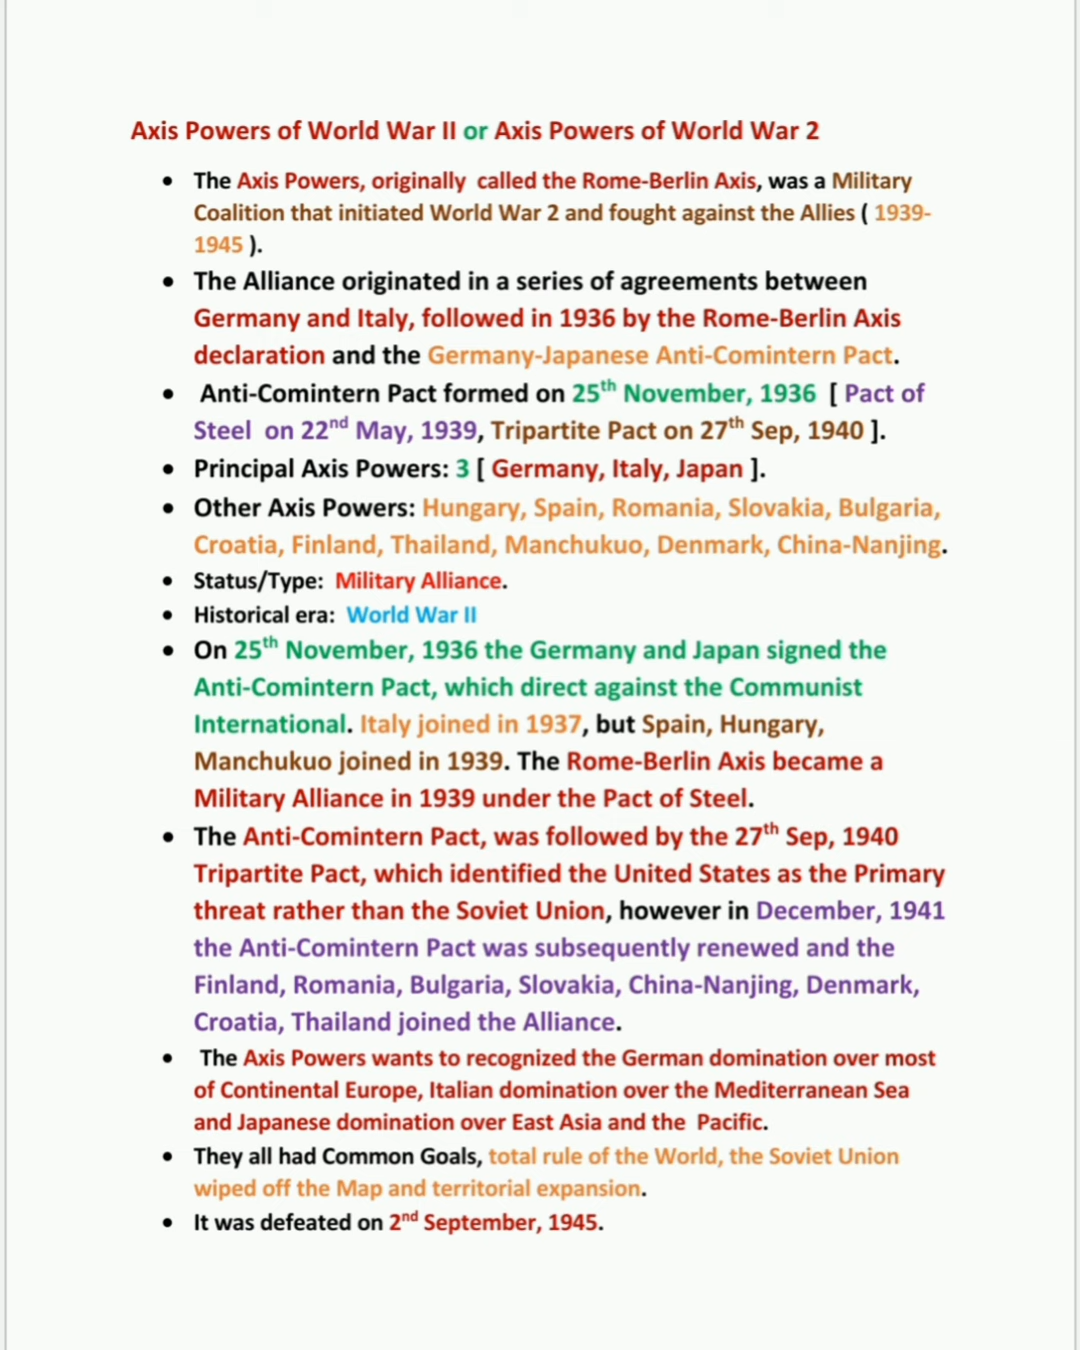 Axis Powers of World War II or Axis Powers of World War 2
• The Axis Powers, originally called the Rome-Berlin Axis, was a Military
Coalition that initiated World War 2 and fought against the Allies ( 1939-
1945 ).
• The Alliance originated in a series of agreements between
Germany and Italy, followed in 1936 by the Rome-Berlin Axis
declaration and the Germany-Japanese Anti-Comintern Pact.
• Anti-Comintern Pact formed on 25th November, 1936 [ Pact of
Steel on 22nd May, 1939, Tripartite Pact on 27th Sep, 1940 ].
• Principal Axis Powers: 3 [ Germany, Italy, Japan ].
• Other Axis Powers: Hungary, Spain, Romania, Slovakia, Bulgaria,
Croatia, Finland, Thailand, Manchukuo, Denmark, China-Nanjing.
• Status/Type: Military Alliance.
• Historical era: World War II
• On 25th November, 1936 the Germany and Japan signed the
Anti-Comintern Pact, which direct against the Communist
International. Italy joined in 1937, but Spain, Hungary,
Manchukuo joined in 1939. The Rome-Berlin Axis became a
Military Alliance in 1939 under the Pact of Steel.
• The Anti-Comintern Pact, was followed by the 27th Sep, 1940
Tripartite Pact, which identified the United States as the Primary
threat rather than the Soviet Union, however in December, 1941
the Anti-Comintern Pact was subsequently renewed and the
Finland, Romania, Bulgaria, Slovakia, China-Nanjing, Denmark,
Croatia, Thailand joined the Alliance.
• The Axis Powers wants to recognized the German domination over most
of Continental Europe, Italian domination over the Mediterranean Sea
and Japanese domination over East Asia and the Pacific.
• They all had Common Goals, total rule of the World, the Soviet Union
wiped off the Map and territorial expansion.
• It was defeated on 2nd September, 1945.